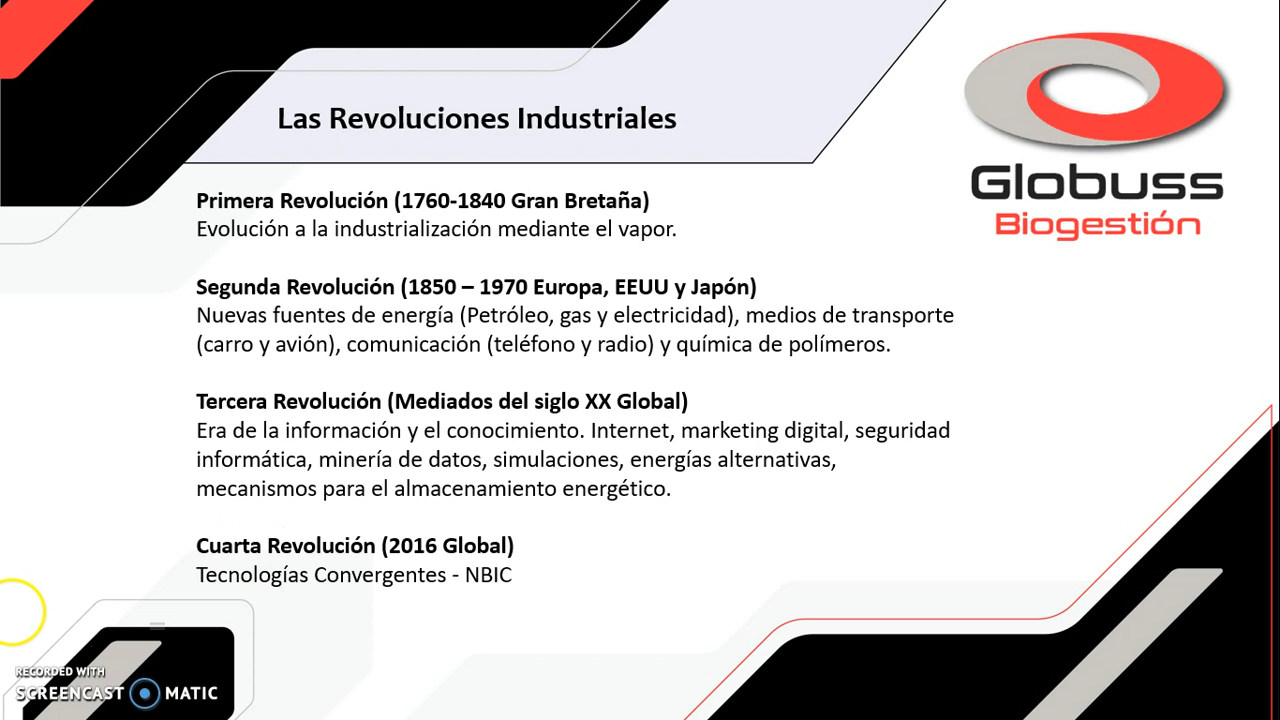 Las Revoluciones Industriales
Globuss
Biogestión
Primera Revolución (1760-1840 Gran Bretaña)
Evolución a la industrialización mediante el vapor.
Segunda Revolución (1850 – 1970 Europa, EEUU y Japón)
Nuevas fuentes de energía (Petróleo, gas y electricidad), medios de transporte
(carro y avión), comunicación (teléfono y radio) y química de polímeros.
Tercera Revolución (Mediados del siglo XX Global)
Era de la información y el conocimiento. Internet, marketing digital, seguridad
informática, minería de datos, simulaciones, energías alternativas,
mecanismos para el almacenamiento energético.
Cuarta Revolución (2016 Global)
Tecnologías Convergentes - NBIC
RECORDED WITH
SCREENCAST MATIC